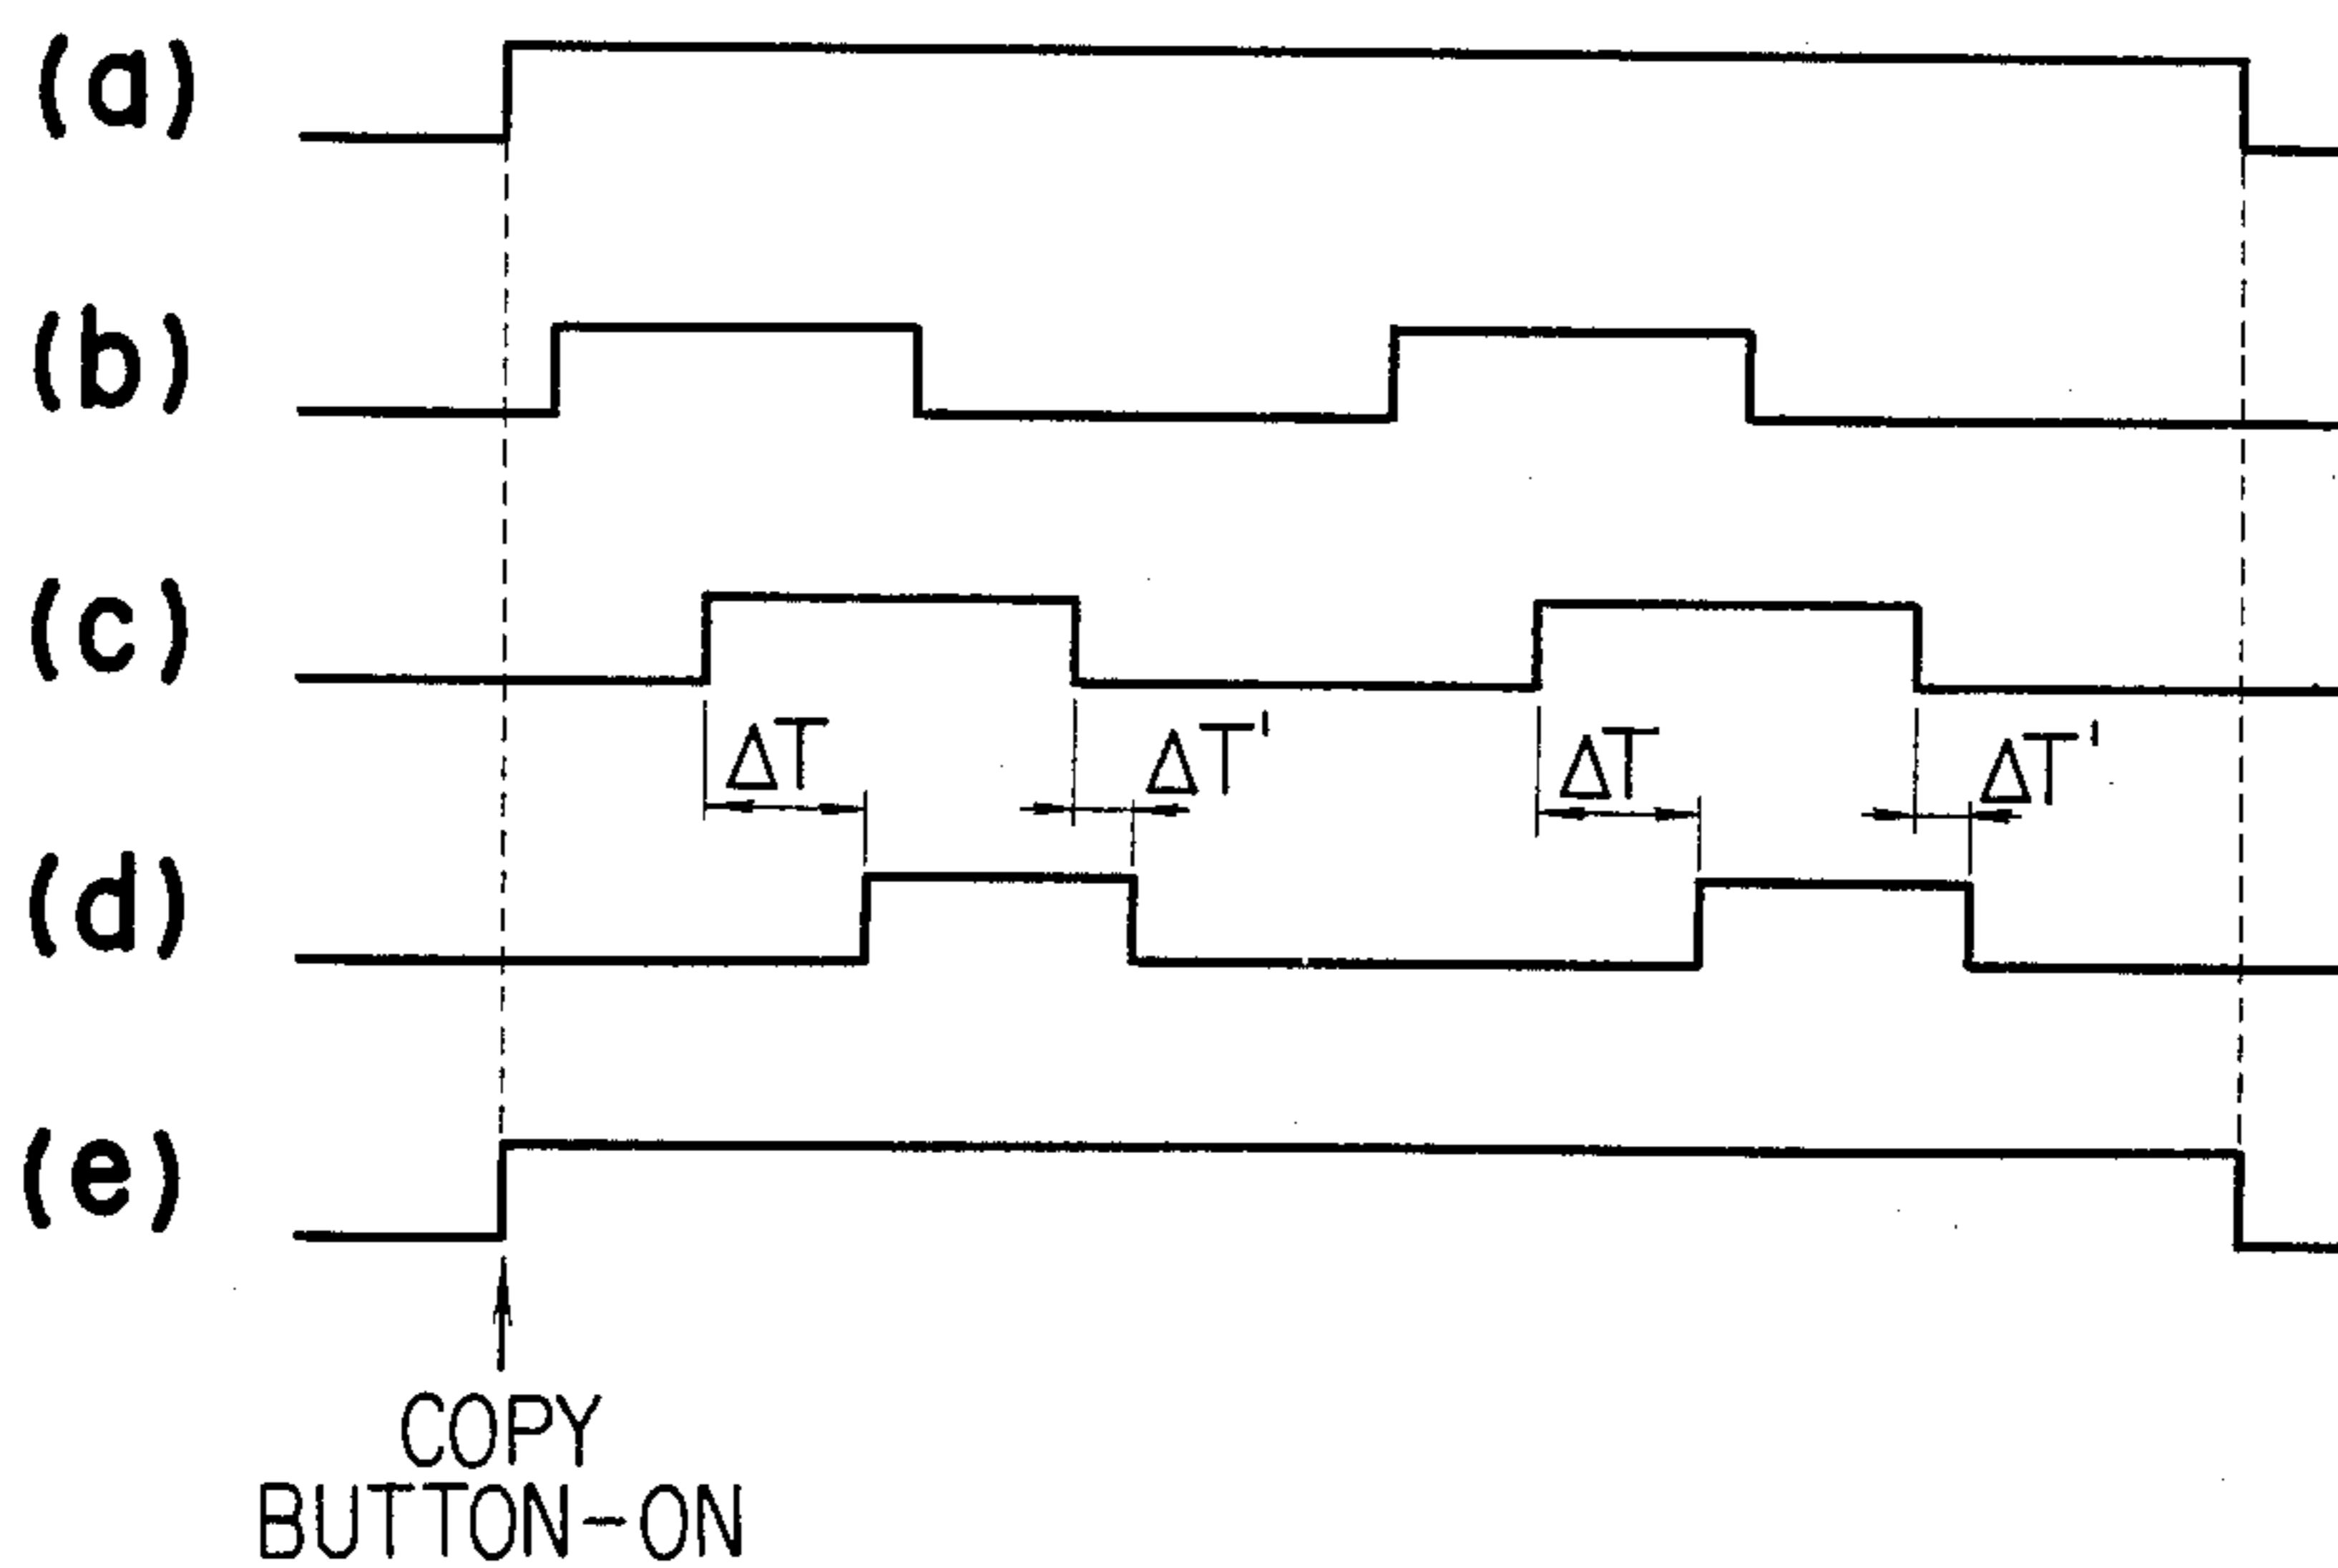 (a)
(b)
(c)
ΔT ΔT' ΔT ΔT'
(d)
(e)
COPY
BUTTON-ON